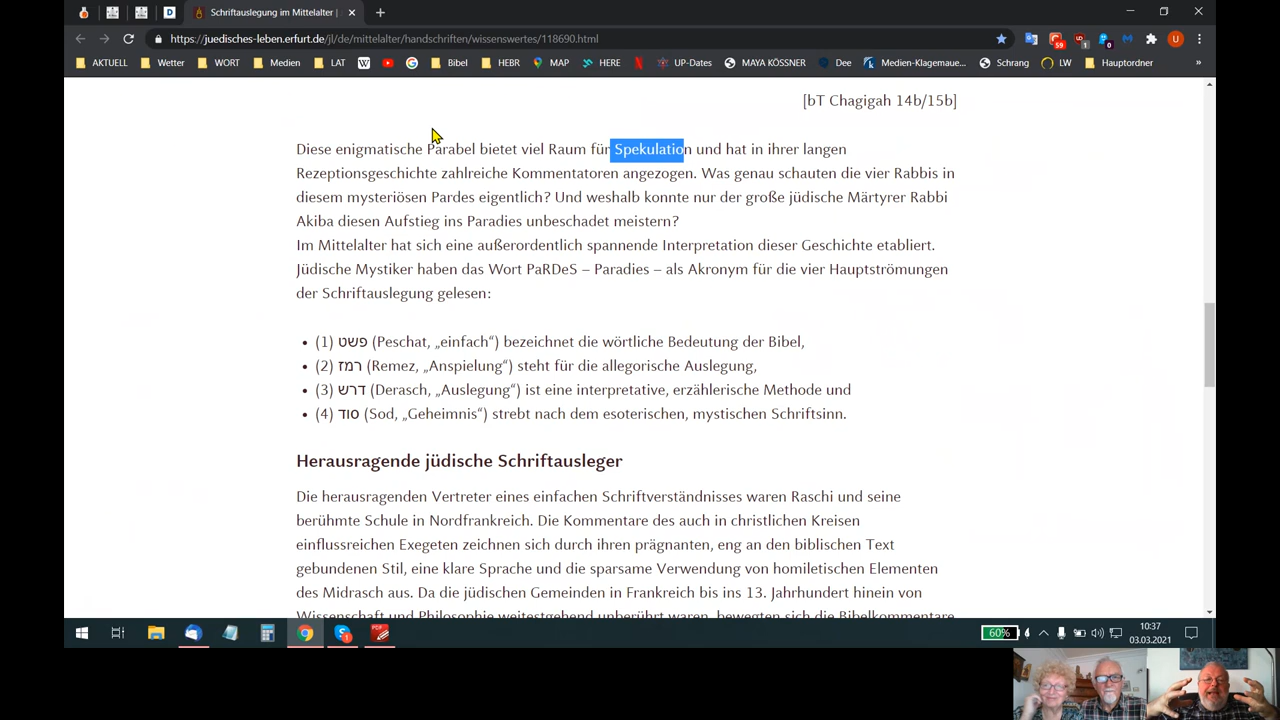 Schriftauslegung im Mittelalter |
https://juedisches-leben.erfurt.de/jl/de/mittelalter/handschriften/wissenswertes/118690.html
AKTUELL Wetter WORT Medien LAT Bibel HEBR MAP HERE UP-Dates MAYA KÖSSNER Dee Medien-Klagemaue... Schrang LW Hauptordner »
[bT Chagigah 14b/15b]
Diese enigmatische Parabel bietet viel Raum für Spekulation und hat in ihrer langen
Rezeptionsgeschichte zahlreiche Kommentatoren angezogen. Was genau schauten die vier Rabbis in
diesem mysteriösen Pardes eigentlich? Und weshalb konnte nur der große jüdische Märtyrer Rabbi
Akiba diesen Aufstieg ins Paradies unbeschadet meistern?
Im Mittelalter hat sich eine außerordentlich spannende Interpretation dieser Geschichte etabliert.
Jüdische Mystiker haben das Wort PaRDeS – Paradies – als Akronym für die vier Hauptströmungen
der Schriftauslegung gelesen:
• (1) פשט (Peschat, „einfach“) bezeichnet die wörtliche Bedeutung der Bibel,
• (2) רמז (Remez, „Anspielung“) steht für die allegorische Auslegung,
• (3) דרש (Derasch, „Auslegung“) ist eine interpretative, erzählerische Methode und
• (4) סוד (Sod, „Geheimnis“) strebt nach dem esoterischen, mystischen Schriftsinn.
Herausragende jüdische Schriftausleger
Die herausragenden Vertreter eines einfachen Schriftverständnisses waren Raschi und seine
berühmte Schule in Nordfrankreich. Die Kommentare des auch in christlichen Kreisen
einflussreichen Exegeten zeichnen sich durch ihren prägnanten, eng an den biblischen Text
gebundenen Stil, eine klare Sprache und die sparsame Verwendung von homiletischen Elementen
des Midrasch aus. Da die jüdischen Gemeinden in Frankreich bis ins 13. Jahrhundert hinein von
Wissenschaft und Philosophie weitestgehend unberührt waren, bewegten sich die Bibelkommentare
60% 10:37
03.03.2021